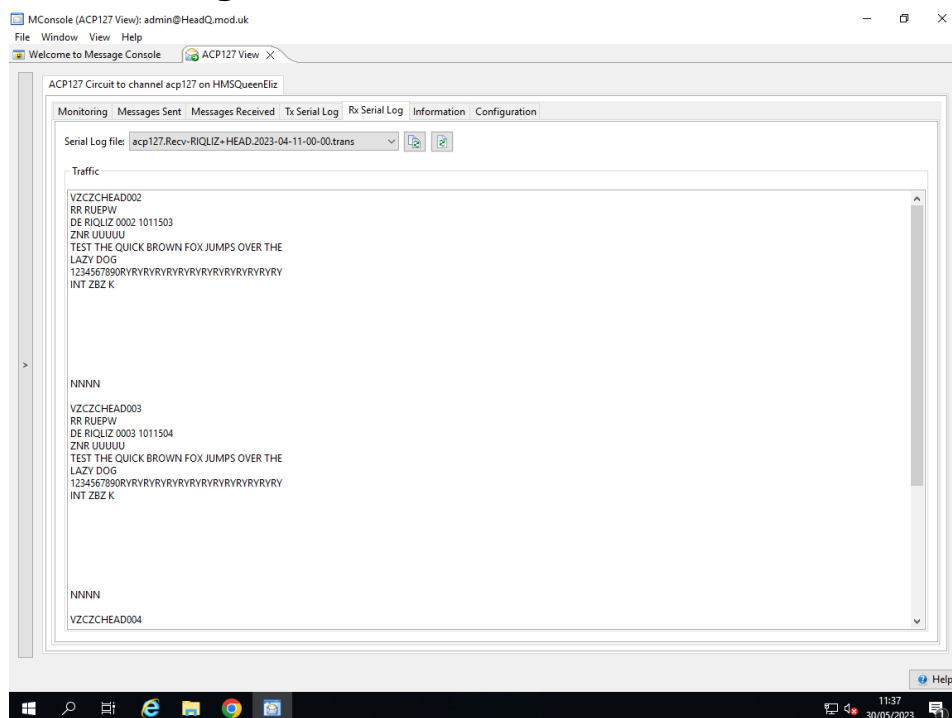 MConsole (ACP127 View): admin@HeadQ.mod.uk
File Window View Help
Welcome to Message Console ACP127 View
ACP127 Circuit to channel acp127 on HMSQueenEliz
Monitoring Messages Sent Messages Received Tx Serial Log Rx Serial Log Information Configuration
Serial Log file: acp127.Recv-RIQLIZ+HEAD.2023-04-11-00-00.trans
Traffic
VZCZCHEAD002
RR RUEPW
DE RIQLIZ 0002 1011503
ZNR UUUUU
TEST THE QUICK BROWN FOX JUMPS OVER THE
LAZY DOG
1234567890RYRYRYRYRYRYRYRYRYRYRYRYRYRY
INT ZBZ K
NNNN
VZCZCHEAD003
RR RUEPW
DE RIQLIZ 0003 1011504
ZNR UUUUU
TEST THE QUICK BROWN FOX JUMPS OVER THE
LAZY DOG
1234567890RYRYRYRYRYRYRYRYRYRYRYRYRYRY
INT ZBZ K
NNNN
VZCZCHEAD004
Help
11:37
30/05/2023